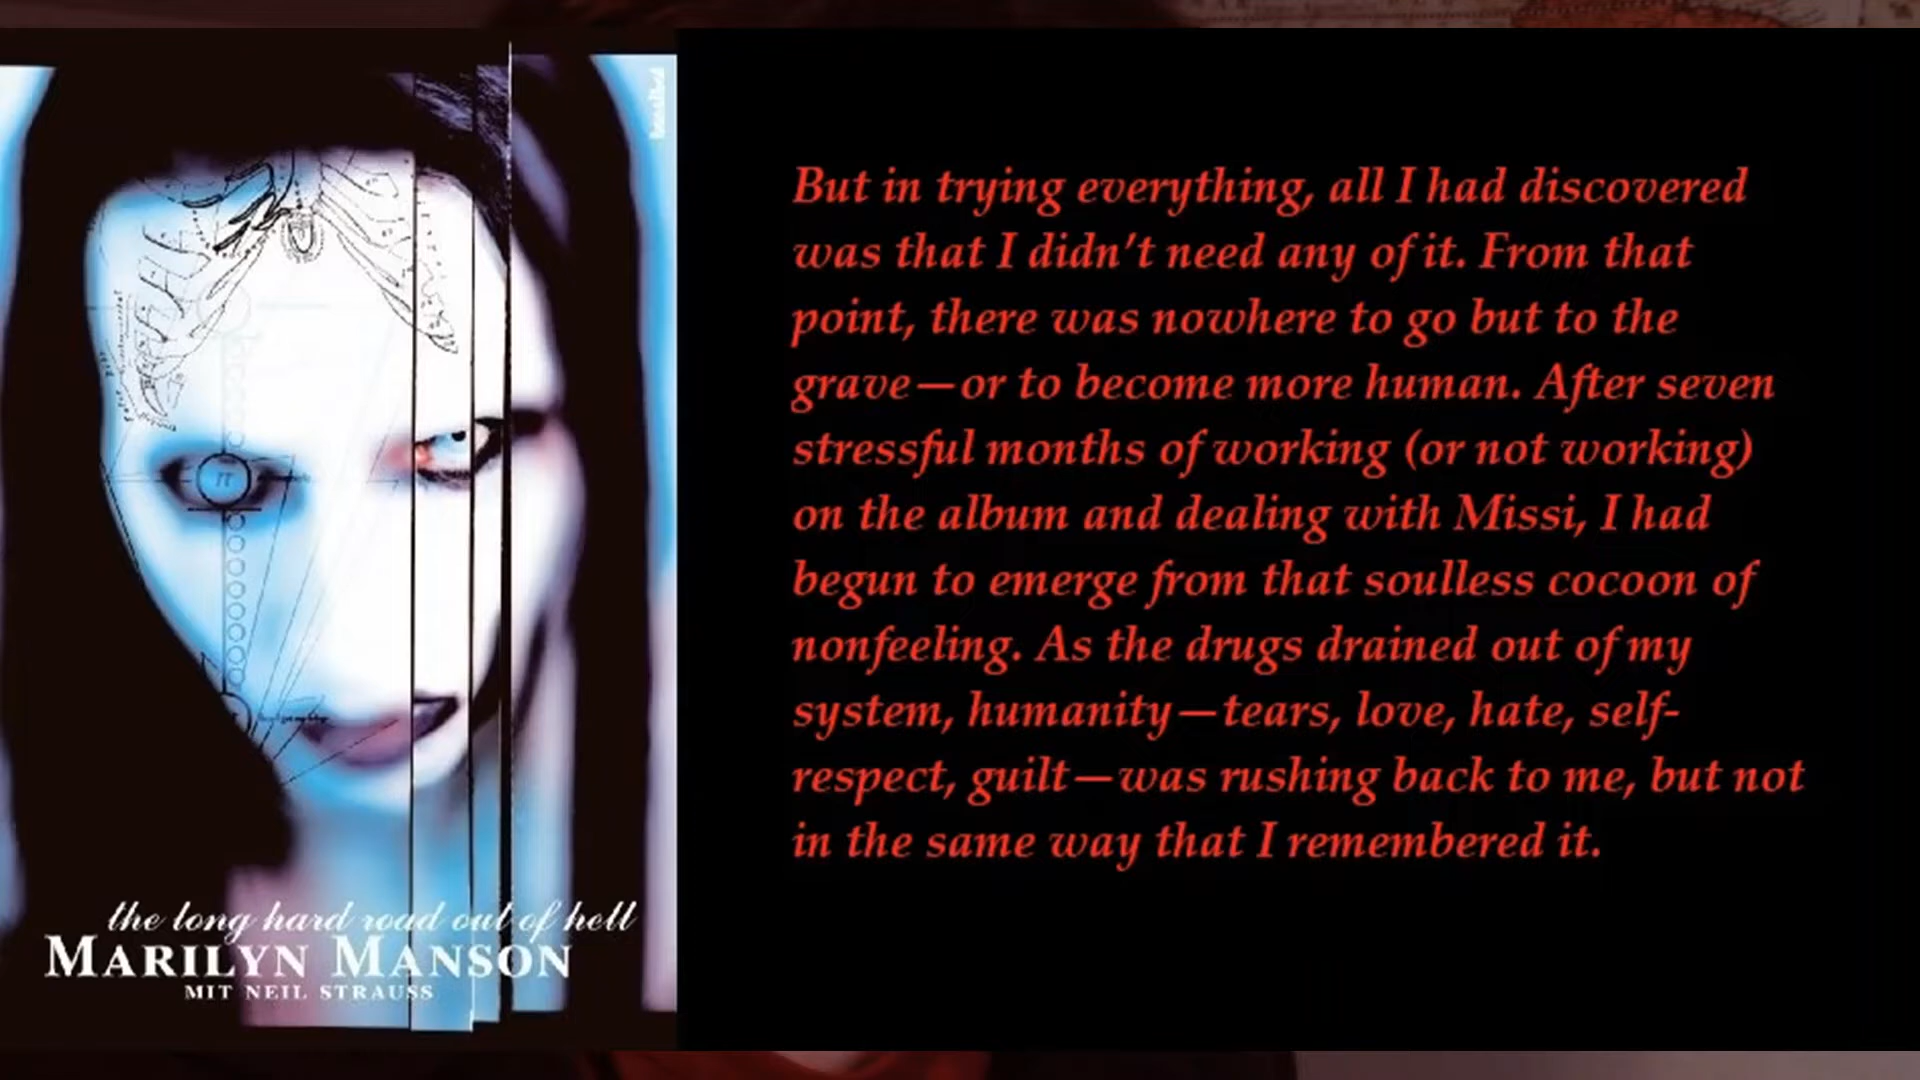 the long hard road out of hell
MARILYN MANSON
MIT NEIL STRAUSS
But in trying everything, all I had discovered
was that I didn't need any of it. From that
point, there was nowhere to go but to the
grave—or to become more human. After seven
stressful months of working (or not working)
on the album and dealing with Missi, I had
begun to emerge from that soulless cocoon of
nonfeeling. As the drugs drained out of my
system, humanity—tears, love, hate, self-
respect, guilt—was rushing back to me, but not
in the same way that I remembered it.